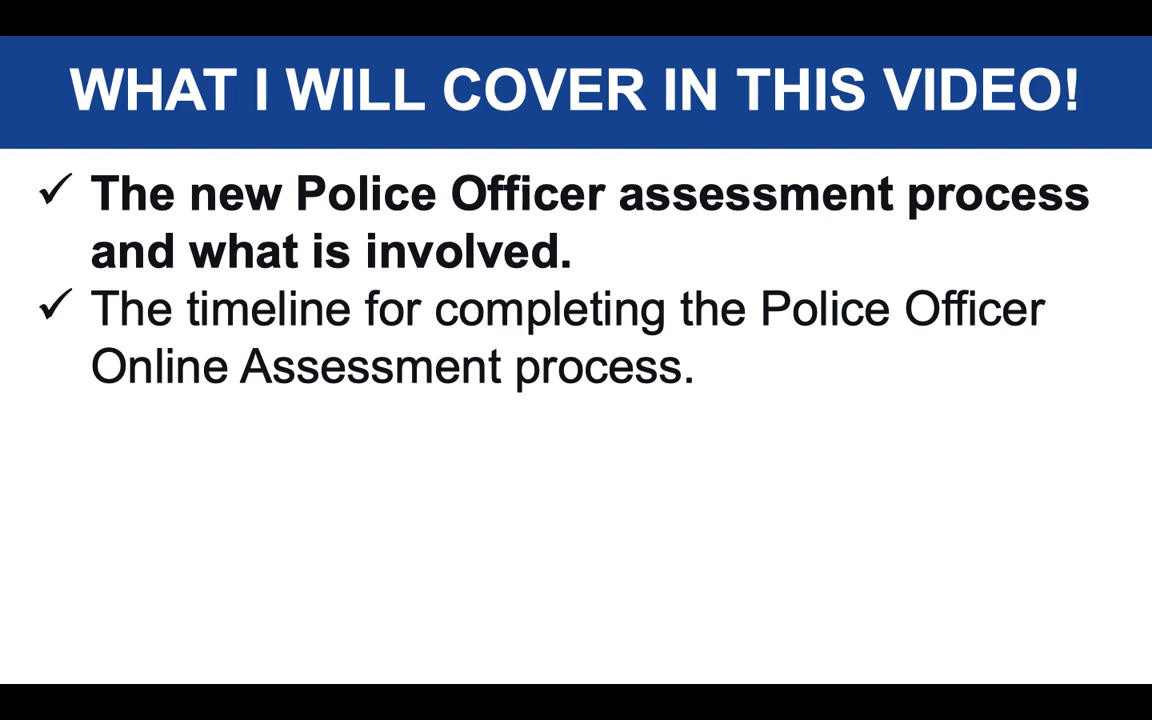 WHAT I WILL COVER IN THIS VIDEO!
✓ The new Police Officer assessment process
and what is involved.
✓ The timeline for completing the Police Officer
Online Assessment process.